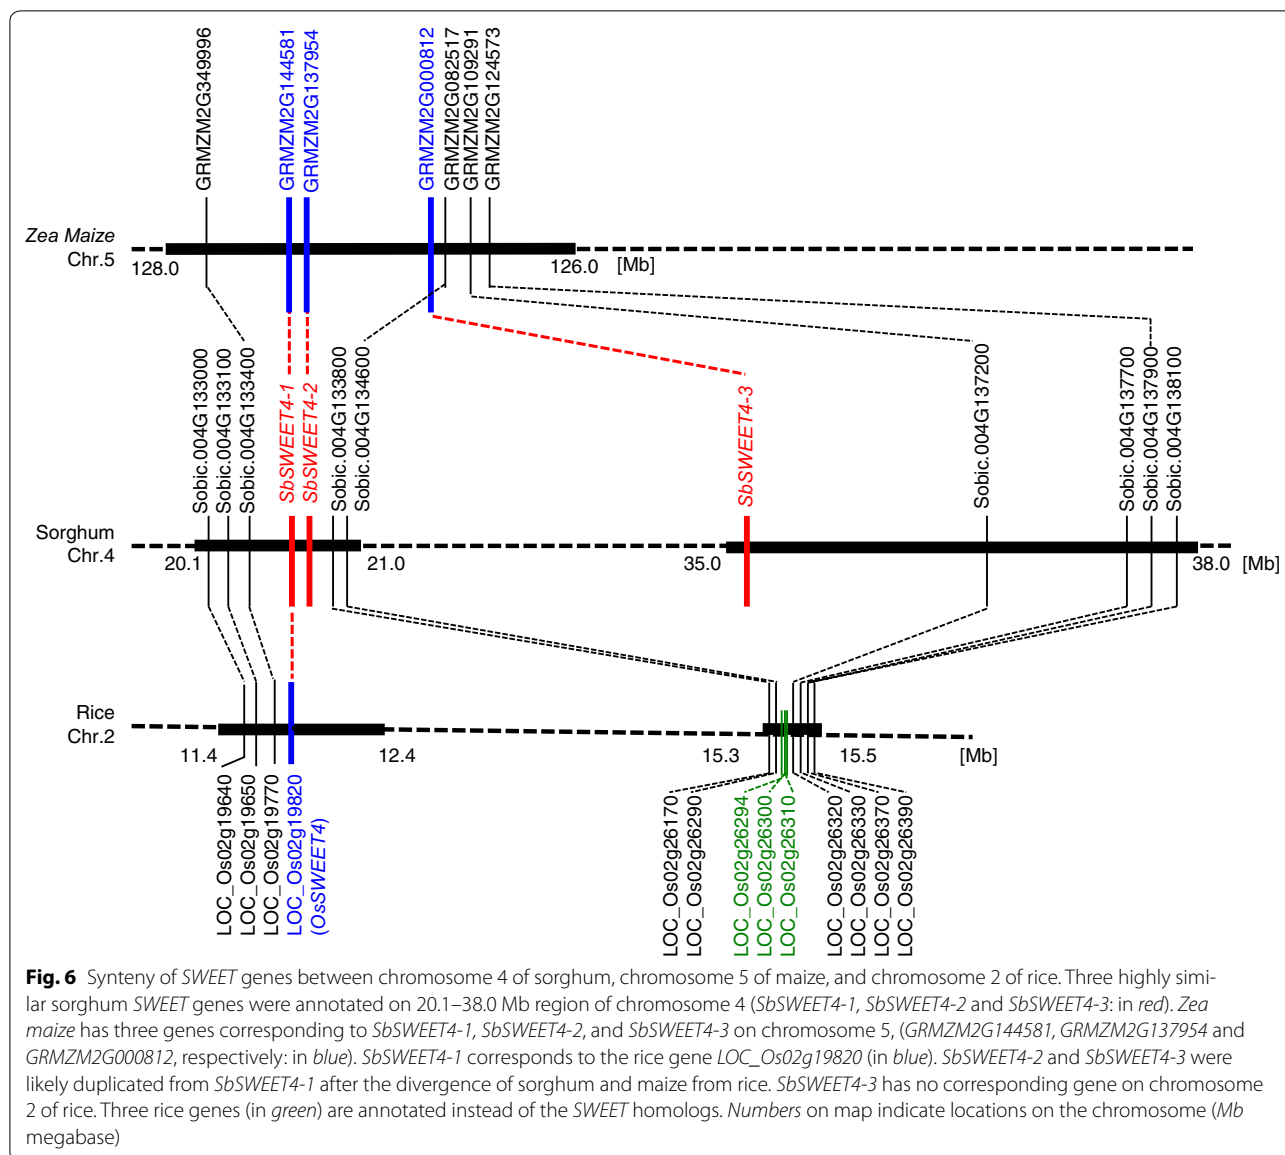 GRMZM2G349996
GRMZM2G144581
GRMZM2G137954
GRMZM2G000812
GRMZM2G082517
GRMZM2G109291
GRMZM2G124573
Zea Maize
Chr.5
128.0
126.0
[Mb]
Sobic.004G133000
Sobic.004G133100
Sobic.004G133400
SbSWEET4-1
SbSWEET4-2
Sobic.004G133800
Sobic.004G134600
SbSWEET4-3
Sobic.004G137200
Sobic.004G137700
Sobic.004G137900
Sobic.004G138100
Sorghum
Chr.4
20.1
21.0
35.0
38.0
[Mb]
Rice
Chr.2
11.4
12.4
15.3
15.5
[Mb]
LOC_Os02g19640
LOC_Os02g19650
LOC_Os02g19770
LOC_Os02g19820
(OsSWEET4)
LOC_Os02g26170
LOC_Os02g26290
LOC_Os02g26294
LOC_Os02g26300
LOC_Os02g26310
LOC_Os02g26320
LOC_Os02g26330
LOC_Os02g26370
LOC_Os02g26390
Fig. 6 Synteny of SWEET genes between chromosome 4 of sorghum, chromosome 5 of maize, and chromosome 2 of rice. Three highly simi-
lar sorghum SWEET genes were annotated on 20.1–38.0 Mb region of chromosome 4 (SbSWEET4-1, SbSWEET4-2 and SbSWEET4-3: in red). Zea
maize has three genes corresponding to SbSWEET4-1, SbSWEET4-2, and SbSWEET4-3 on chromosome 5, (GRMZM2G144581, GRMZM2G137954 and
GRMZM2G000812, respectively: in blue). SbSWEET4-1 corresponds to the rice gene LOC_Os02g19820 (in blue). SbSWEET4-2 and SbSWEET4-3 were
likely duplicated from SbSWEET4-1 after the divergence of sorghum and maize from rice. SbSWEET4-3 has no corresponding gene on chromosome
2 of rice. Three rice genes (in green) are annotated instead of the SWEET homologs. Numbers on map indicate locations on the chromosome (Mb
megabase)